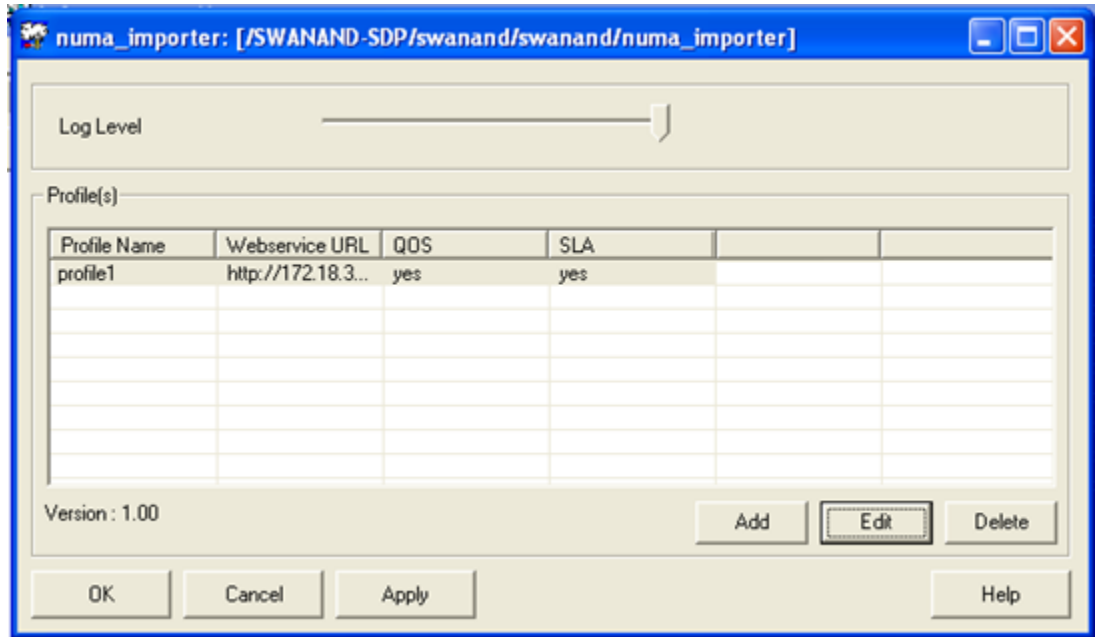 numa_importer: [/SWANAND-SDP/swanand/swanand/numa_importer]
Log Level
Profile(s)
Profile Name Webservice URL QOS SLA
profile1 http://172.18.3... yes yes
Version : 1.00
Add Edit Delete
OK Cancel Apply Help